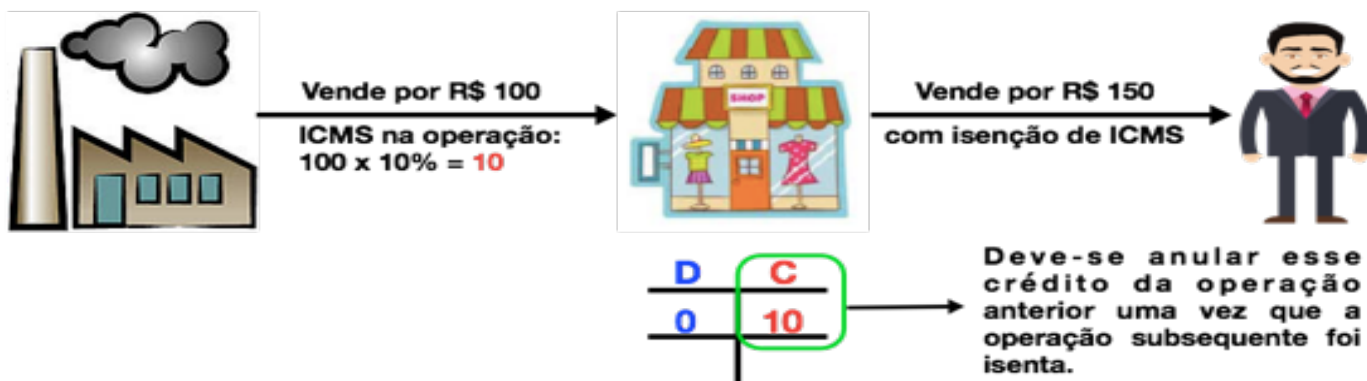 Vende por R$ 100
ICMS na operação:
100 x 10% = 10
SHOP
Vende por R$ 150
com isenção de ICMS
D C
0 10
Deve-se anular esse
crédito da operação
anterior uma vez que a
operação subsequente foi
isenta.